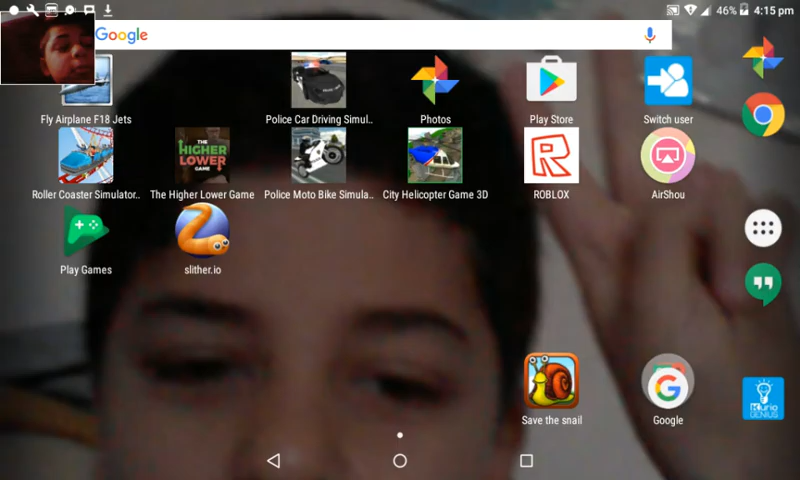 46% 4:15 pm
Google
Fly Airplane F18 Jets
Police Car Driving Simul..
Photos
Play Store
Switch user
THE HIGHER LOWER GAME
R
Roller Coaster Simulator..
The Higher Lower Game
Police Moto Bike Simula..
City Helicopter Game 3D
ROBLOX
AirShou
Play Games
slither.io
G
Kurio
GENIUS
Save the snail
Google